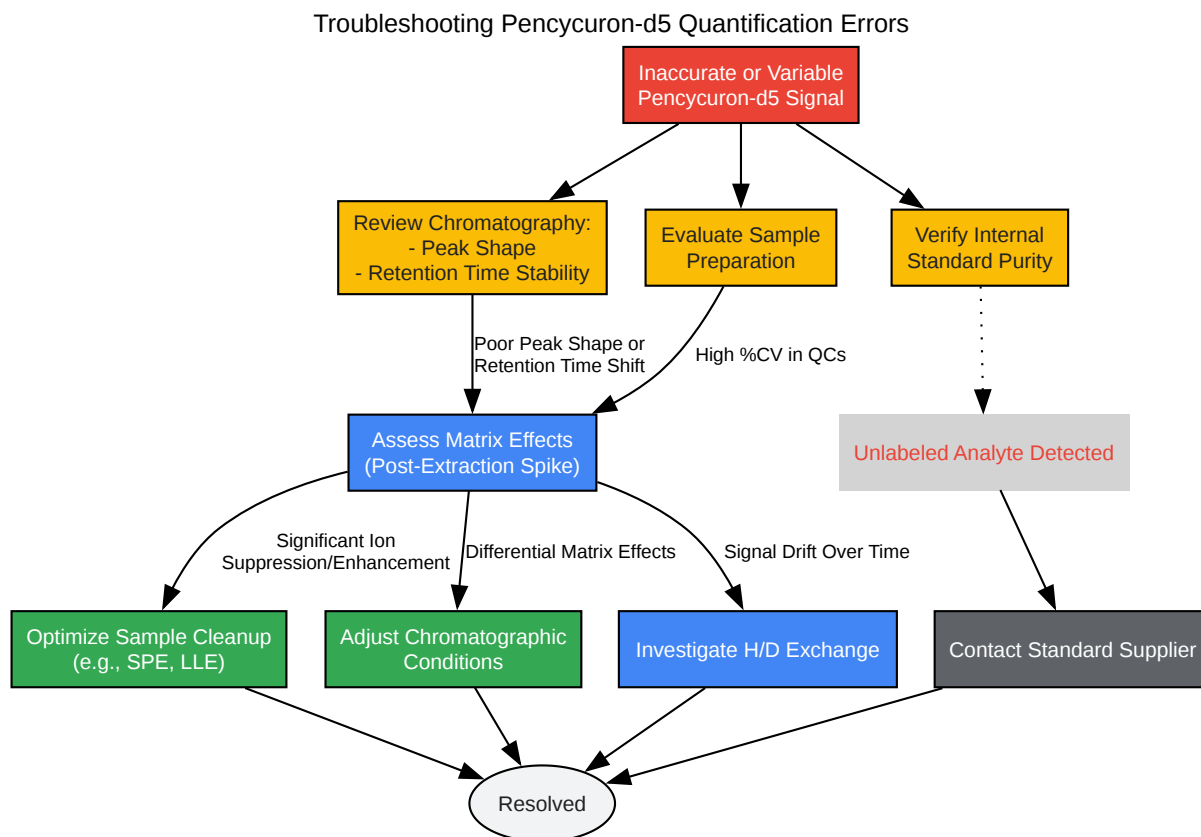 Troubleshooting Pencycuron-d5 Quantification Errors
Inaccurate or Variable
Pencycuron-d5 Signal
Review Chromatography:
- Peak Shape
- Retention Time Stability
Evaluate Sample
Preparation
Verify Internal
Standard Purity
Poor Peak Shape or
Retention Time Shift
High %CV in QCs
Assess Matrix Effects
(Post-Extraction Spike)
Unlabeled Analyte Detected
Significant Ion
Suppression/Enhancement
Differential Matrix Effects
Signal Drift Over Time
Optimize Sample Cleanup
(e.g., SPE, LLE)
Adjust Chromatographic
Conditions
Investigate H/D Exchange
Contact Standard Supplier
Resolved